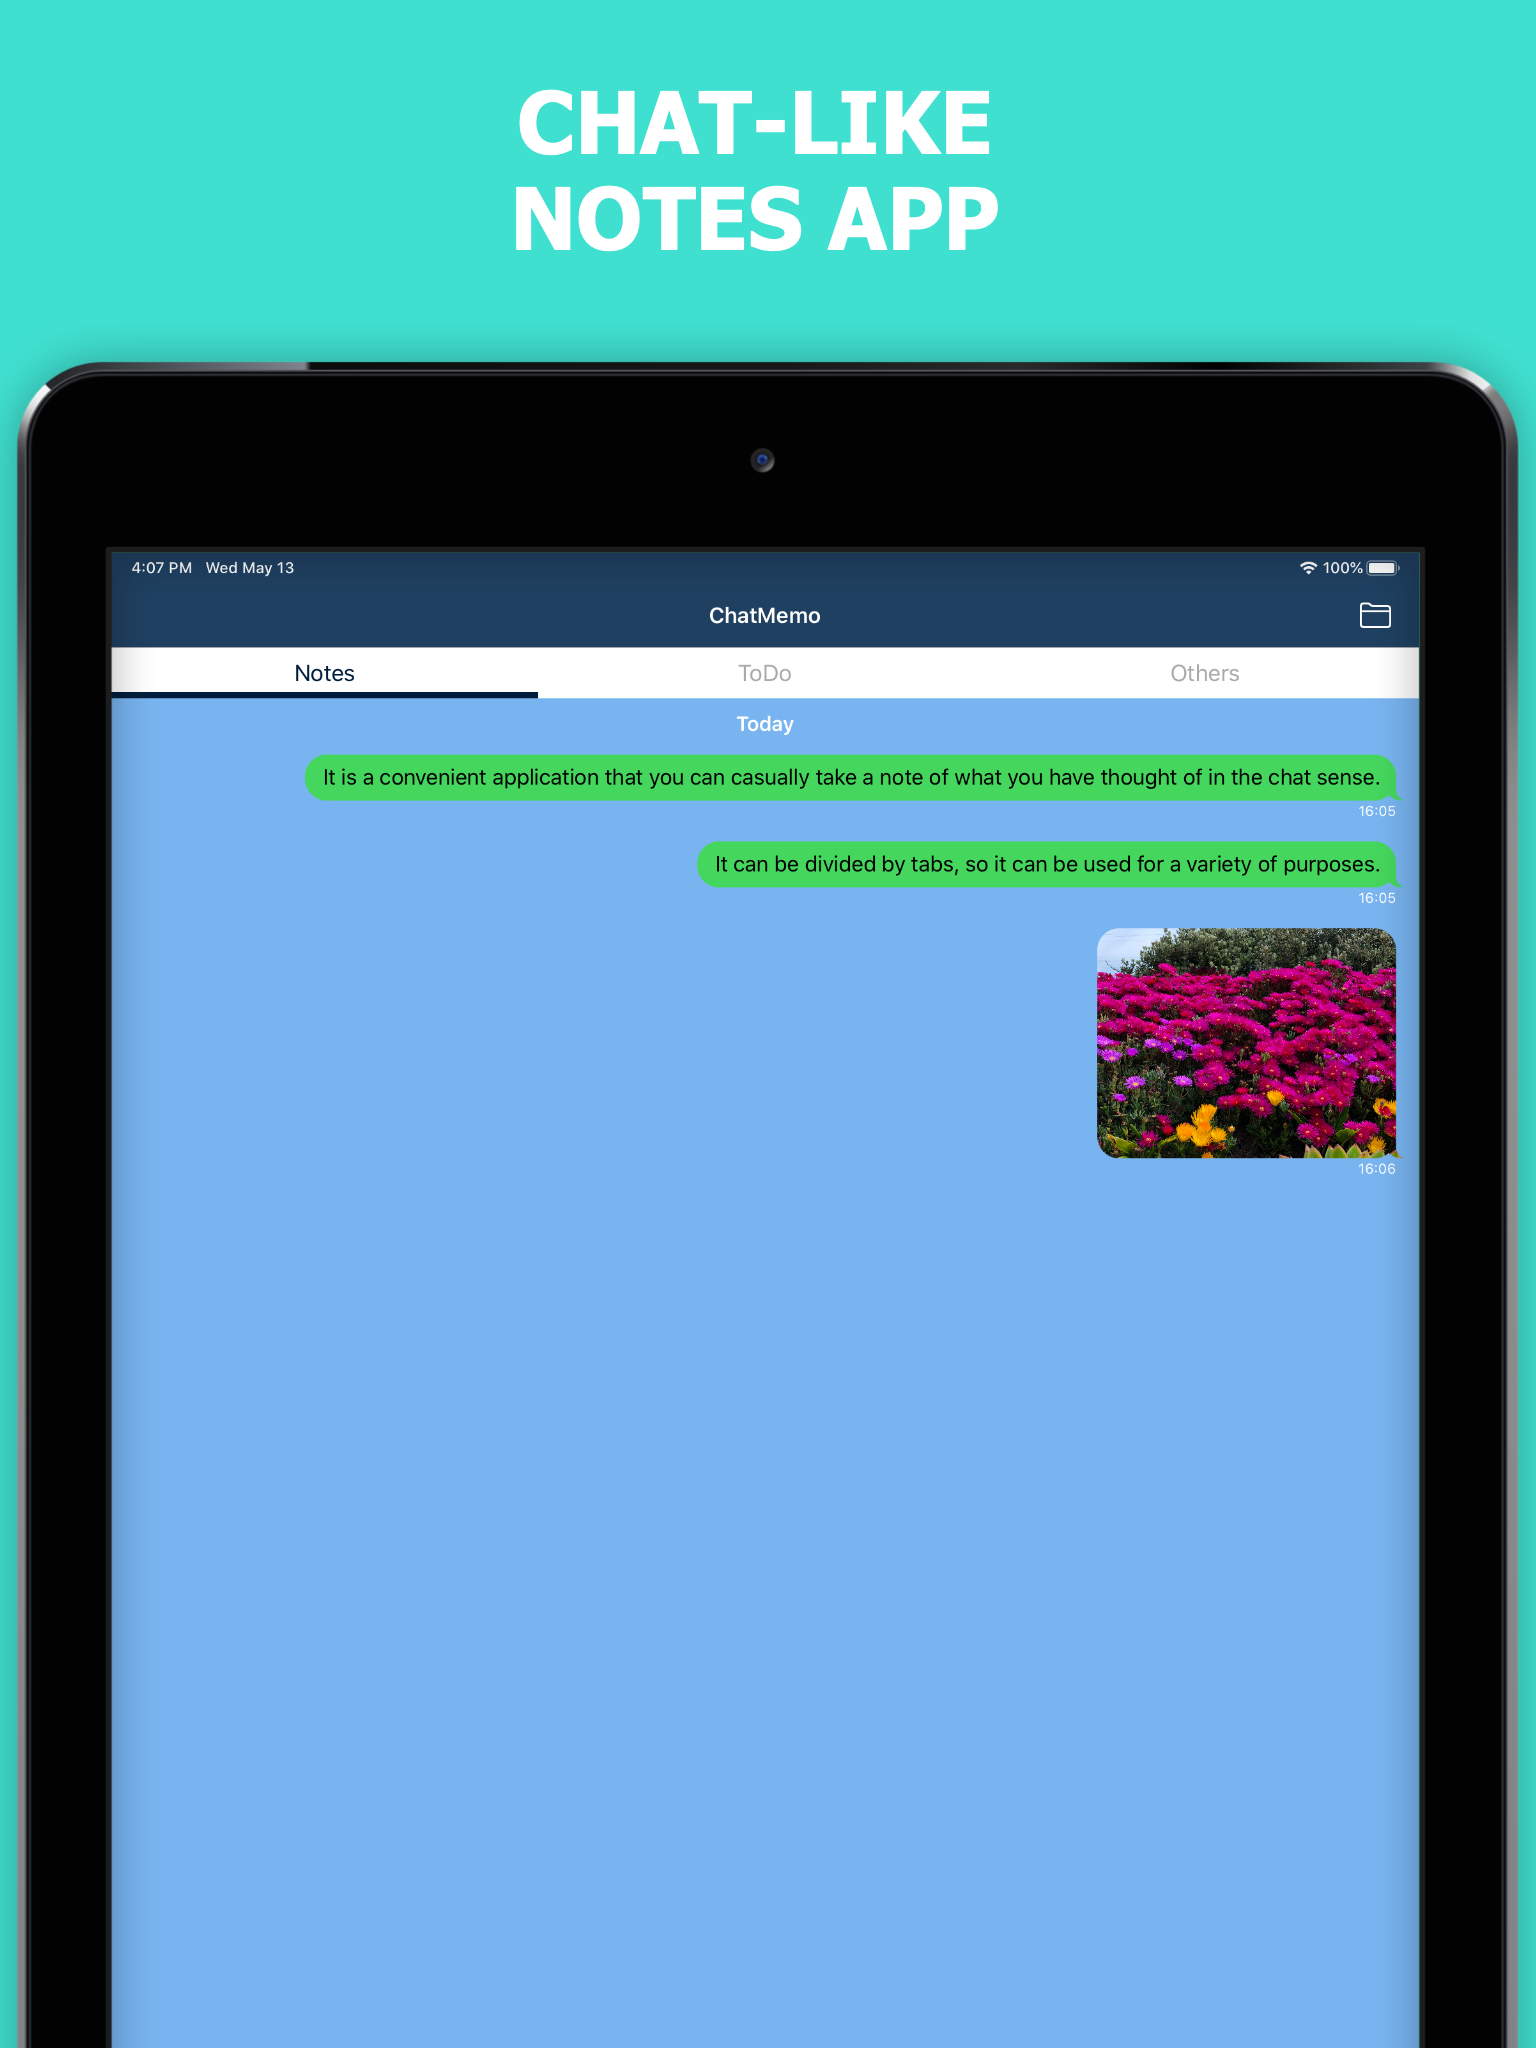 CHAT-LIKE
NOTES APP
4:07 PM Wed May 13
100%
ChatMemo
Notes
ToDo
Others
Today
It is a convenient application that you can casually take a note of what you have thought of in the chat sense.
16:05
It can be divided by tabs, so it can be used for a variety of purposes.
16:05
16:06